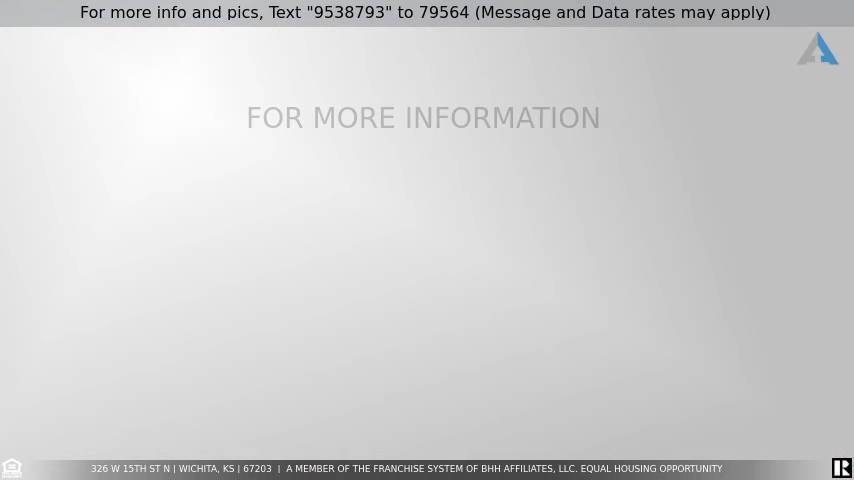 For more info and pics, Text "9538793" to 79564 (Message and Data rates may apply)
FOR MORE INFORMATION
326 W 15TH ST N | WICHITA, KS | 67203 | A MEMBER OF THE FRANCHISE SYSTEM OF BHH AFFILIATES, LLC. EQUAL HOUSING OPPORTUNITY